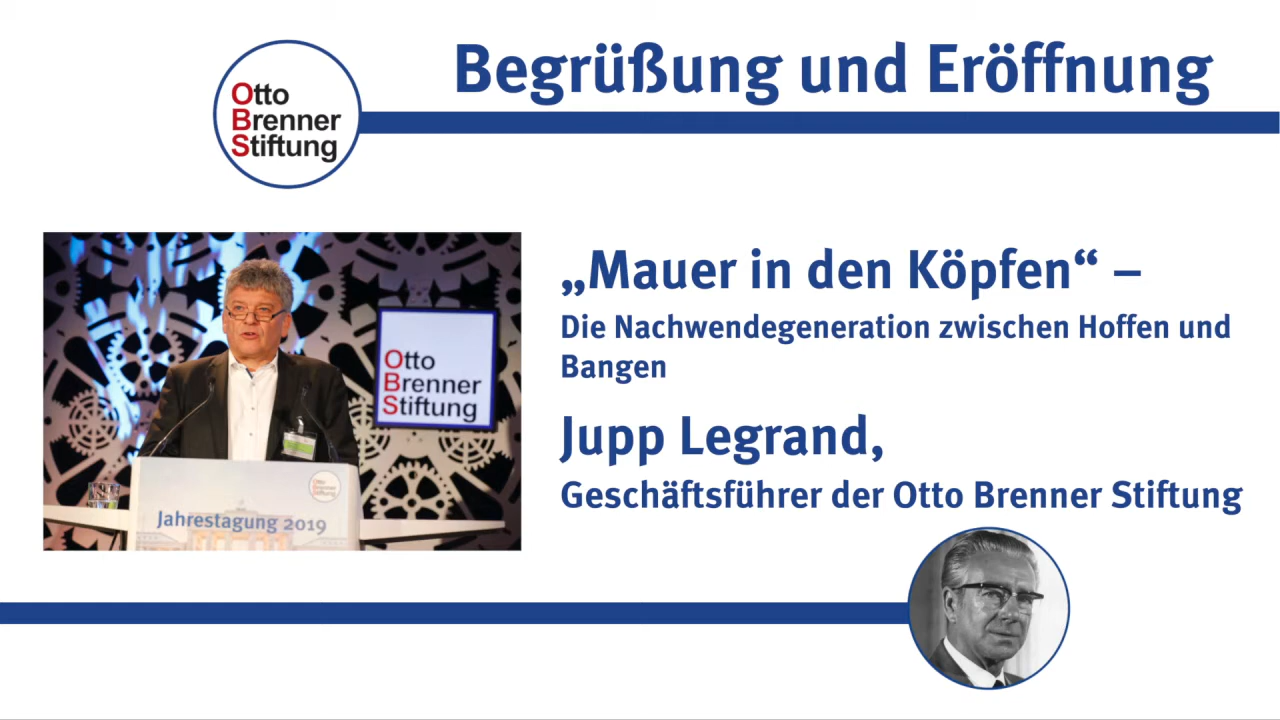 Begrüßung und Eröffnung
Otto
Brenner
Stiftung
„Mauer in den Köpfen“ –
Die Nachwendegeneration zwischen Hoffen und
Bangen
Jupp Legrand,
Geschäftsführer der Otto Brenner Stiftung
Otto
Brenner
Stiftung
Jahrestagung 2019